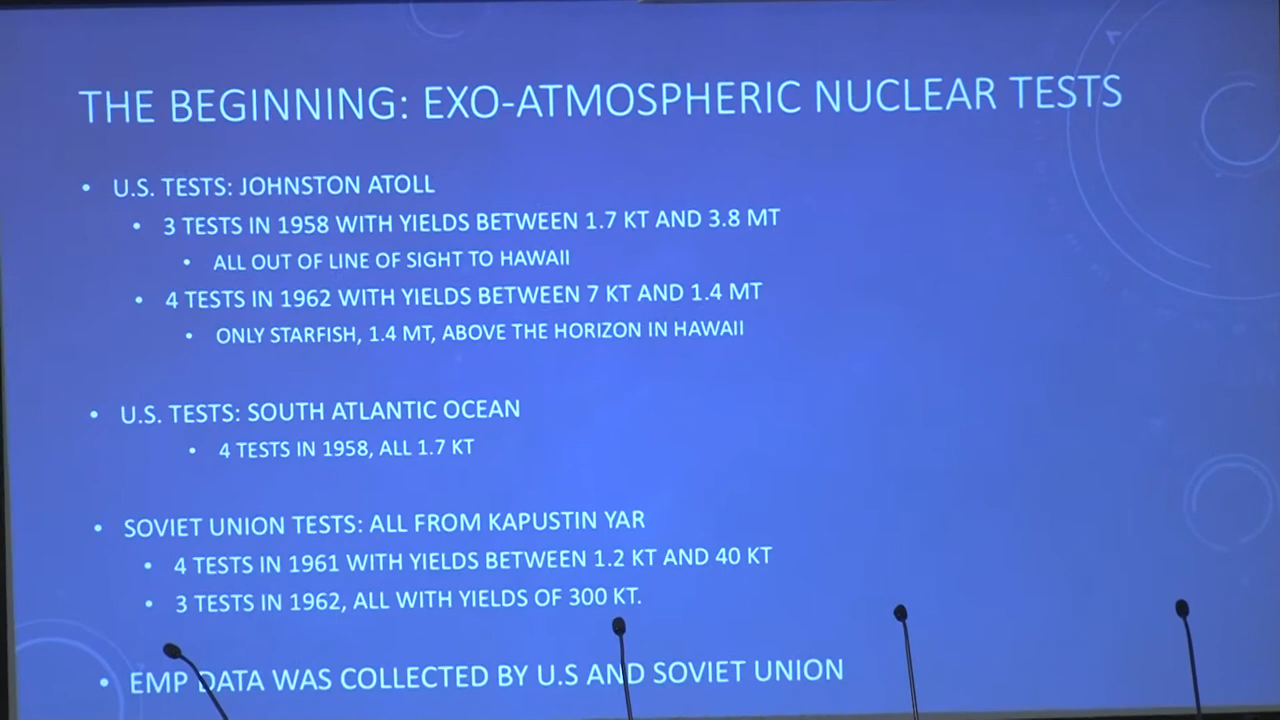 THE BEGINNING: EXO-ATMOSPHERIC NUCLEAR TESTS
• U.S. TESTS: JOHNSTON ATOLL
• 3 TESTS IN 1958 WITH YIELDS BETWEEN 1.7 KT AND 3.8 MT
• ALL OUT OF LINE OF SIGHT TO HAWAII
• 4 TESTS IN 1962 WITH YIELDS BETWEEN 7 KT AND 1.4 MT
• ONLY STARFISH, 1.4 MT, ABOVE THE HORIZON IN HAWAII
• U.S. TESTS: SOUTH ATLANTIC OCEAN
• 4 TESTS IN 1958, ALL 1.7 KT
• SOVIET UNION TESTS: ALL FROM KAPUSTIN YAR
• 4 TESTS IN 1961 WITH YIELDS BETWEEN 1.2 KT AND 40 KT
• 3 TESTS IN 1962, ALL WITH YIELDS OF 300 KT.
• EMP DATA WAS COLLECTED BY U.S AND SOVIET UNION